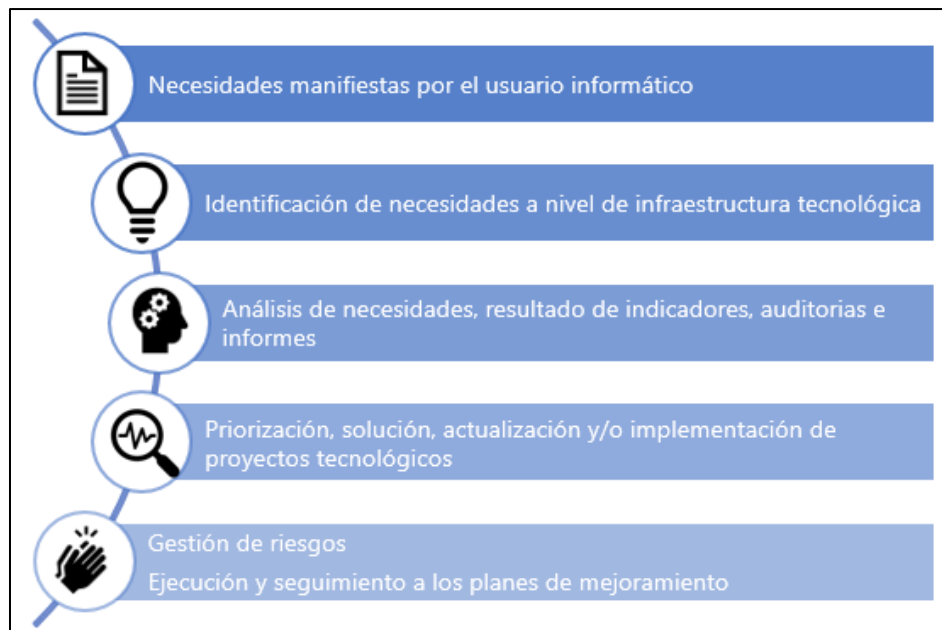 Necesidades manifiestas por el usuario informático
Identificación de necesidades a nivel de infraestructura tecnológica
Análisis de necesidades, resultado de indicadores, auditorias e
informes
Priorización, solución, actualización y/o implementación de
proyectos tecnológicos
Gestión de riesgos
Ejecución y seguimiento a los planes de mejoramiento